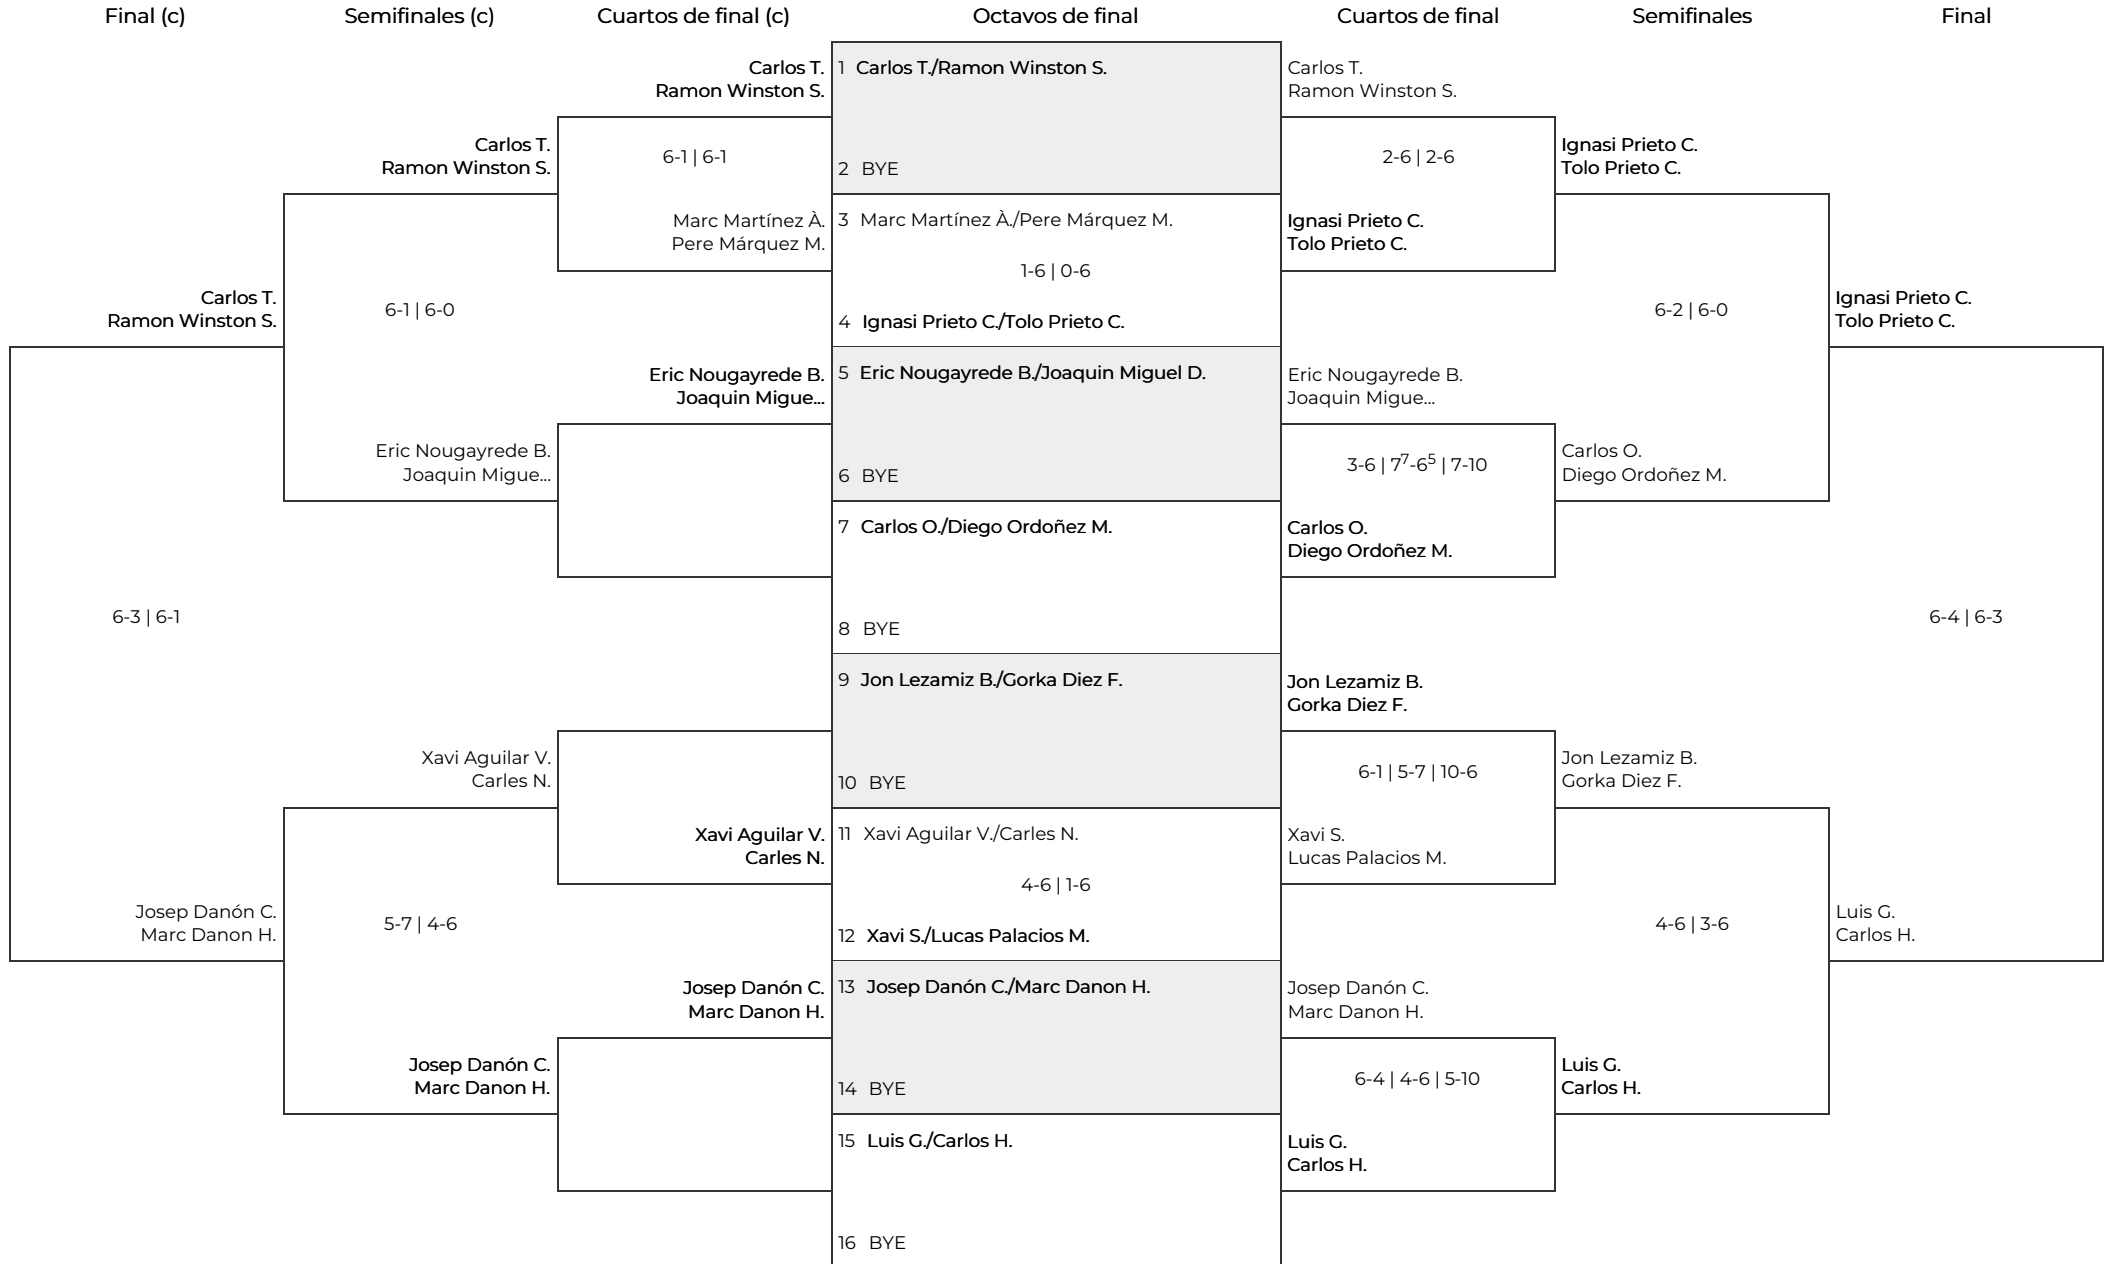 Final (c)
Semifinales (c)
Cuartos de final (c)
Octavos de final
Cuartos de final
Semifinales
Final
Carlos T.
Ramon Winston S.
6-3 | 6-1
Josep Danón C.
Marc Danon H.
Carlos T.
Ramon Winston S.
6-1 | 6-0
Eric Nougayrede B.
Joaquin Migue...
Xavi Aguilar V.
Carles N.
5-7 | 4-6
Josep Danón C.
Marc Danon H.
Carlos T.
Ramon Winston S.
6-1 | 6-1
Marc Martínez À.
Pere Márquez M.
Eric Nougayrede B.
Joaquin Migue...
Xavi Aguilar V.
Carles N.
Josep Danón C.
Marc Danon H.
1 Carlos T./Ramon Winston S.
2 BYE
3 Marc Martínez À./Pere Márquez M.
1-6 | 0-6
4 Ignasi Prieto C./Tolo Prieto C.
5 Eric Nougayrede B./Joaquin Miguel D.
6 BYE
7 Carlos O./Diego Ordoñez M.
8 BYE
9 Jon Lezamiz B./Gorka Diez F.
10 BYE
11 Xavi Aguilar V./Carles N.
4-6 | 1-6
12 Xavi S./Lucas Palacios M.
13 Josep Danón C./Marc Danon H.
14 BYE
15 Luis G./Carlos H.
16 BYE
Carlos T.
Ramon Winston S.
2-6 | 2-6
Ignasi Prieto C.
Tolo Prieto C.
Eric Nougayrede B.
Joaquin Migue...
3-6 | 7⁷-6⁵ | 7-10
Carlos O.
Diego Ordoñez M.
Jon Lezamiz B.
Gorka Diez F.
6-1 | 5-7 | 10-6
Xavi S.
Lucas Palacios M.
Josep Danón C.
Marc Danon H.
6-4 | 4-6 | 5-10
Luis G.
Carlos H.
Ignasi Prieto C.
Tolo Prieto C.
6-2 | 6-0
Carlos O.
Diego Ordoñez M.
Jon Lezamiz B.
Gorka Diez F.
4-6 | 3-6
Luis G.
Carlos H.
Ignasi Prieto C.
Tolo Prieto C.
6-4 | 6-3
Luis G.
Carlos H.